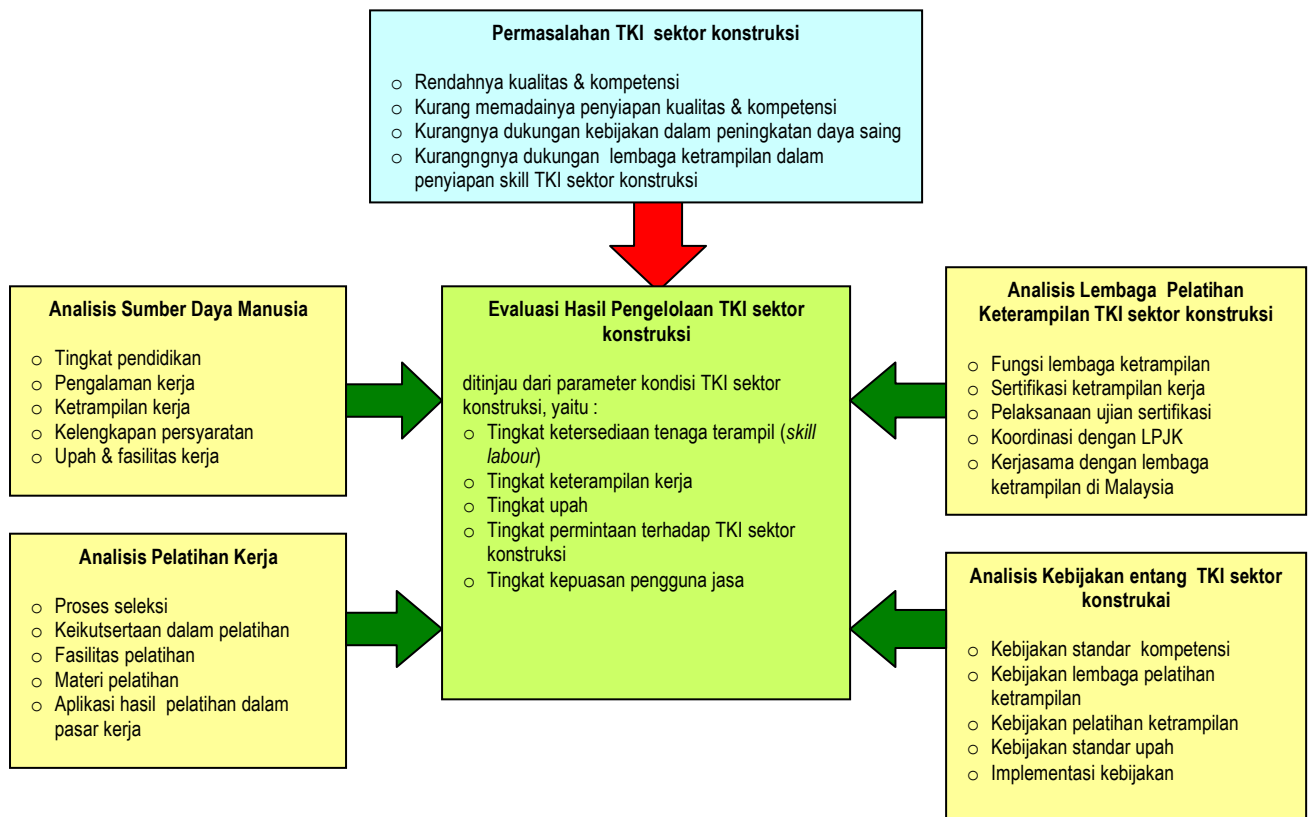 Permasalahan TKI sektor konstruksi
o Rendahnya kualitas & kompetensi
o Kurang memadainya penyiapan kualitas & kompetensi
o Kurangnya dukungan kebijakan dalam peningkatan daya saing
o Kurangngnya dukungan lembaga ketrampilan dalam
penyiapan skill TKI sektor konstruksi
Analisis Sumber Daya Manusia
o Tingkat pendidikan
o Pengalaman kerja
o Ketrampilan kerja
o Kelengkapan persyaratan
o Upah & fasilitas kerja
Analisis Pelatihan Kerja
o Proses seleksi
o Keikutsertaan dalam pelatihan
o Fasilitas pelatihan
o Materi pelatihan
o Aplikasi hasil pelatihan dalam
pasar kerja
Evaluasi Hasil Pengelolaan TKI sektor
konstruksi
ditinjau dari parameter kondisi TKI sektor
konstruksi, yaitu :
o Tingkat ketersediaan tenaga terampil (skill
labour)
o Tingkat keterampilan kerja
o Tingkat upah
o Tingkat permintaan terhadap TKI sektor
konstruksi
o Tingkat kepuasan pengguna jasa
Analisis Lembaga Pelatihan
Keterampilan TKI sektor konstruksi
o Fungsi lembaga ketrampilan
o Sertifikasi ketrampilan kerja
o Pelaksanaan ujian sertifikasi
o Koordinasi dengan LPJK
o Kerjasama dengan lembaga
ketrampilan di Malaysia
Analisis Kebijakan entang TKI sektor
konstrukai
o Kebijakan standar kompetensi
o Kebijakan lembaga pelatihan
ketrampilan
o Kebijakan pelatihan ketrampilan
o Kebijakan standar upah
o Implementasi kebijakan